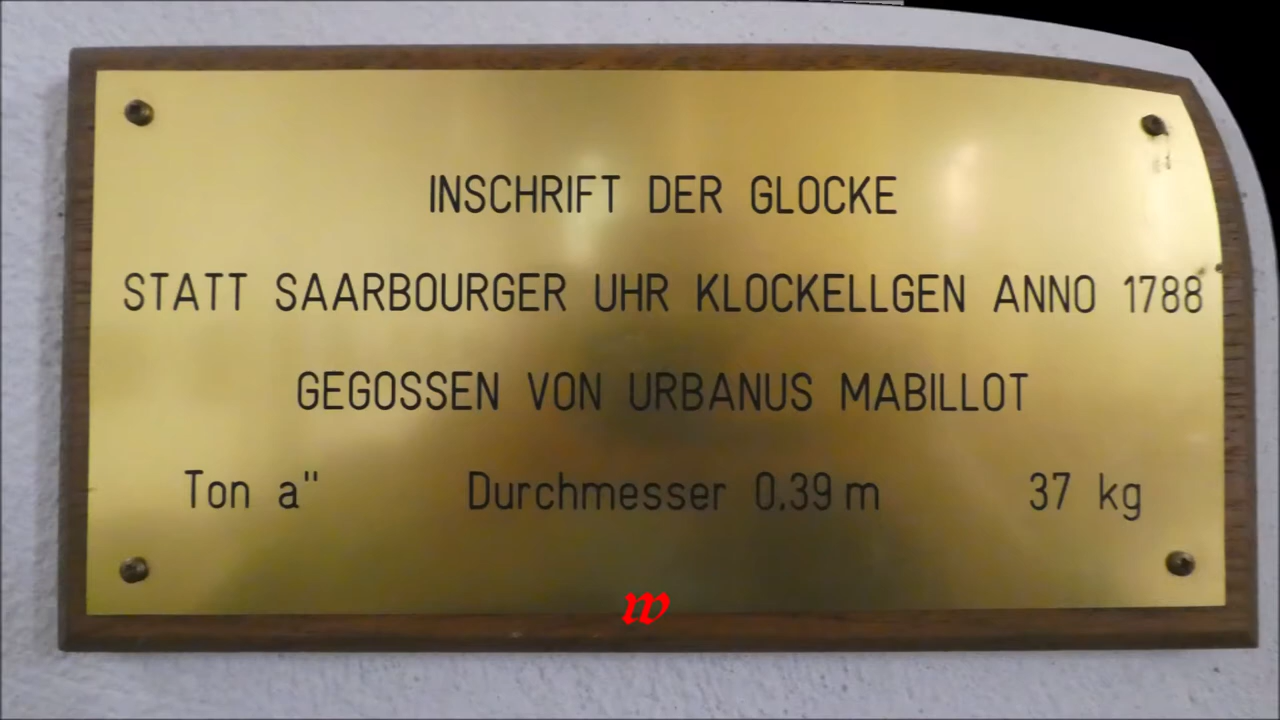 INSCHRIFT DER GLOCKE
STATT SAARBOURGER UHR KLOCKELLGEN ANNO 1788
GEGOSSEN VON URBANUS MABILLOT
Ton a" Durchmesser 0.39 m 37 kg
w